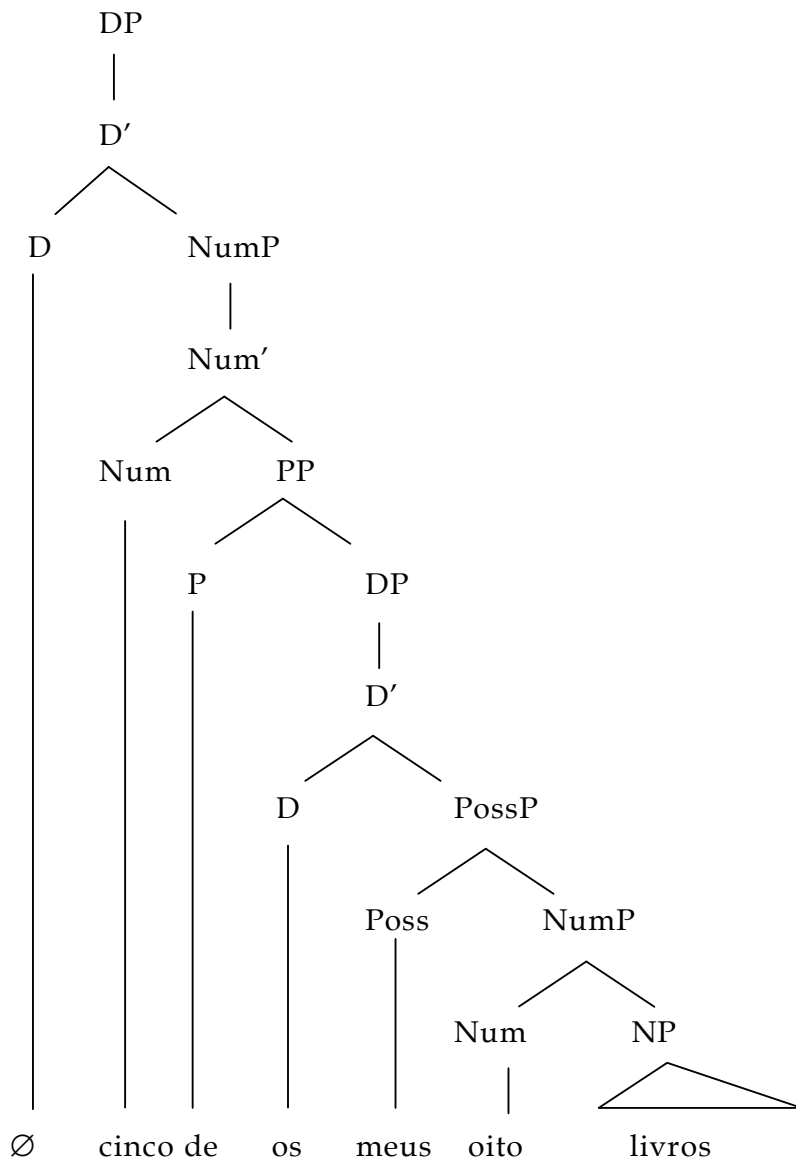 DP
D′
D NumP
Num′
Num PP
P DP
D′
D PossP
Poss NumP
Num NP
∅ cinco de os meus oito livros